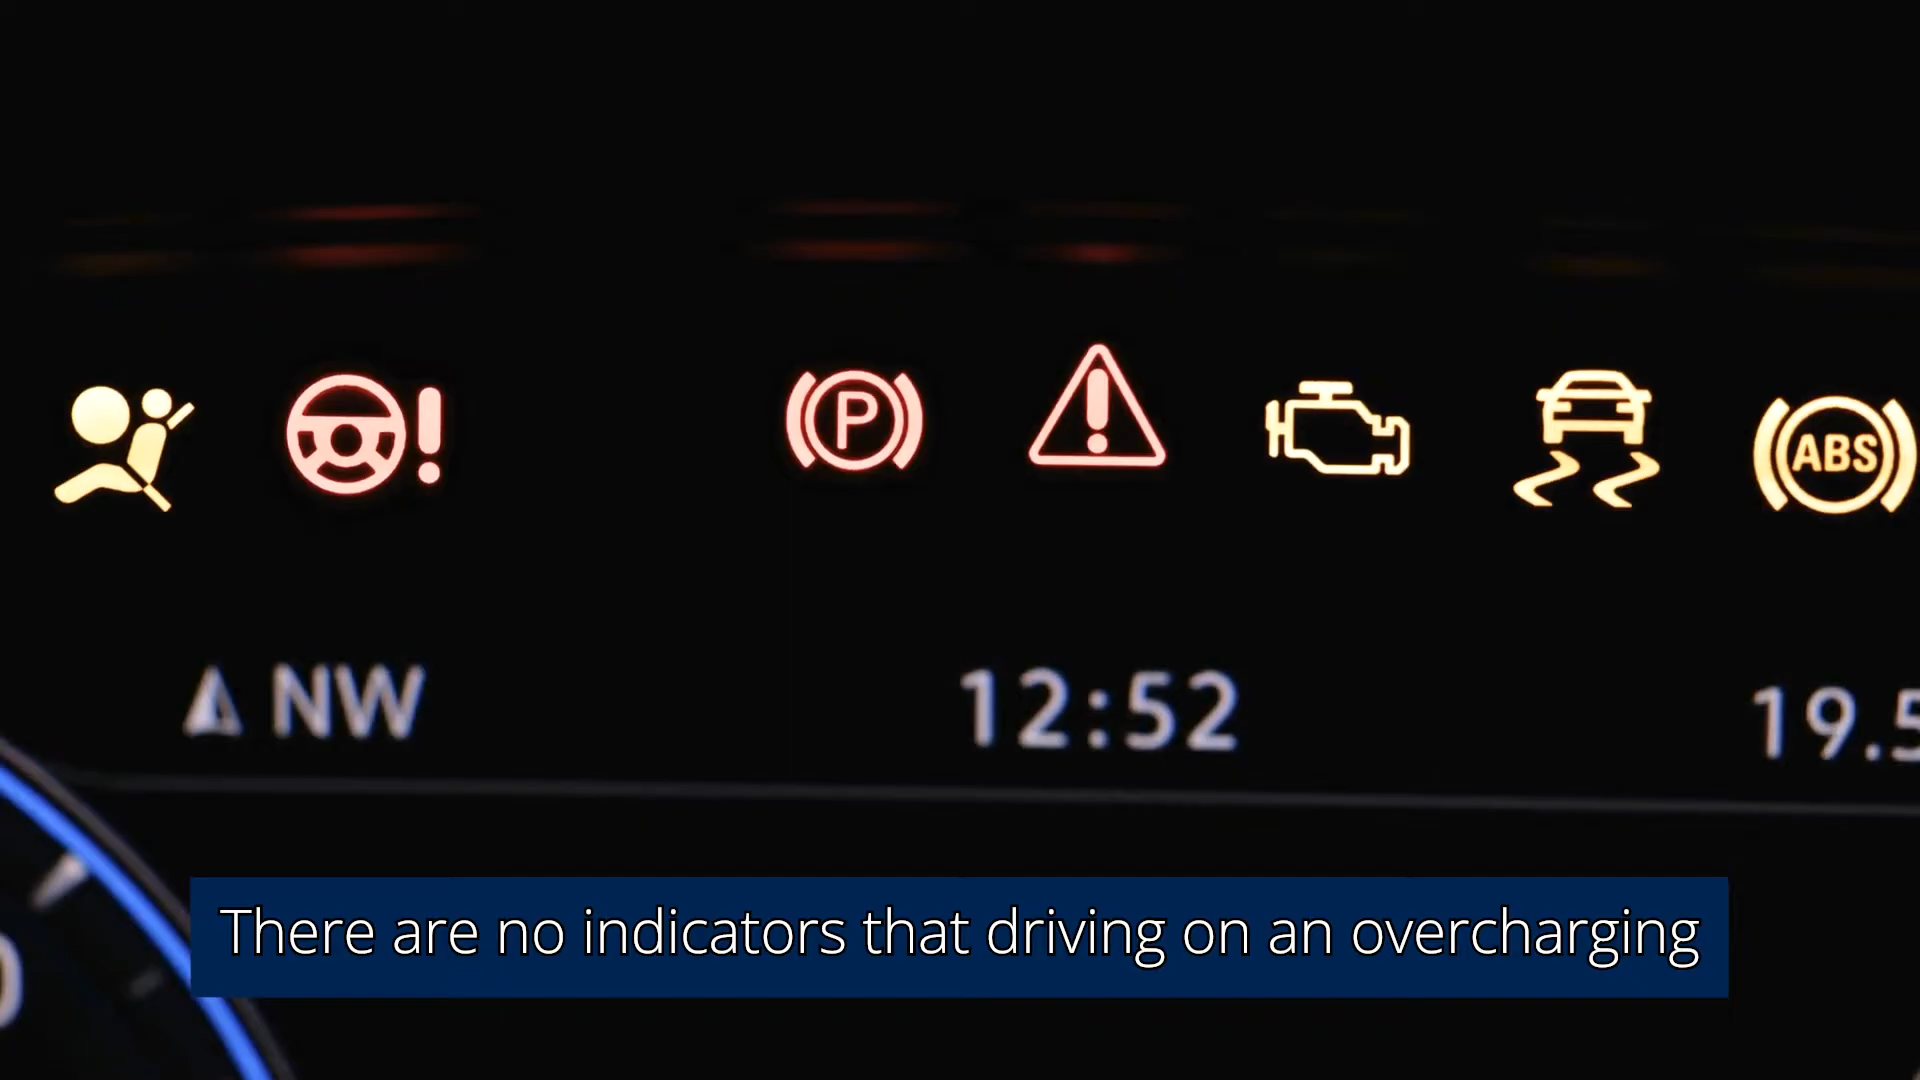 P
ABS
NW
12:52
19.5
There are no indicators that driving on an overcharging